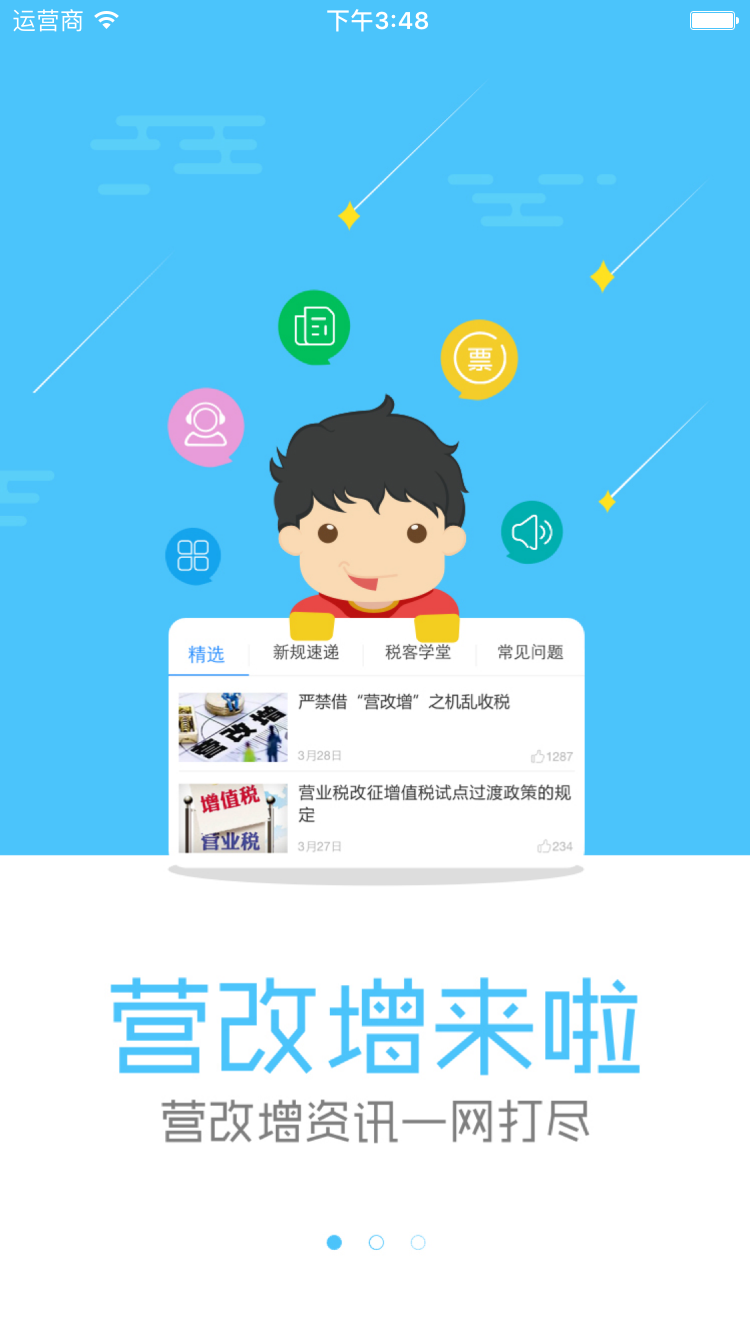 运营商
下午3:48
票
精选
新规速递
税客学堂
常见问题
营改增
严禁借“营改增”之机乱收税
3月28日
1287
增值税
营业税
营业税改征增值税试点过渡政策的规
定
3月27日
234
营改增来啦
营改增资讯一网打尽